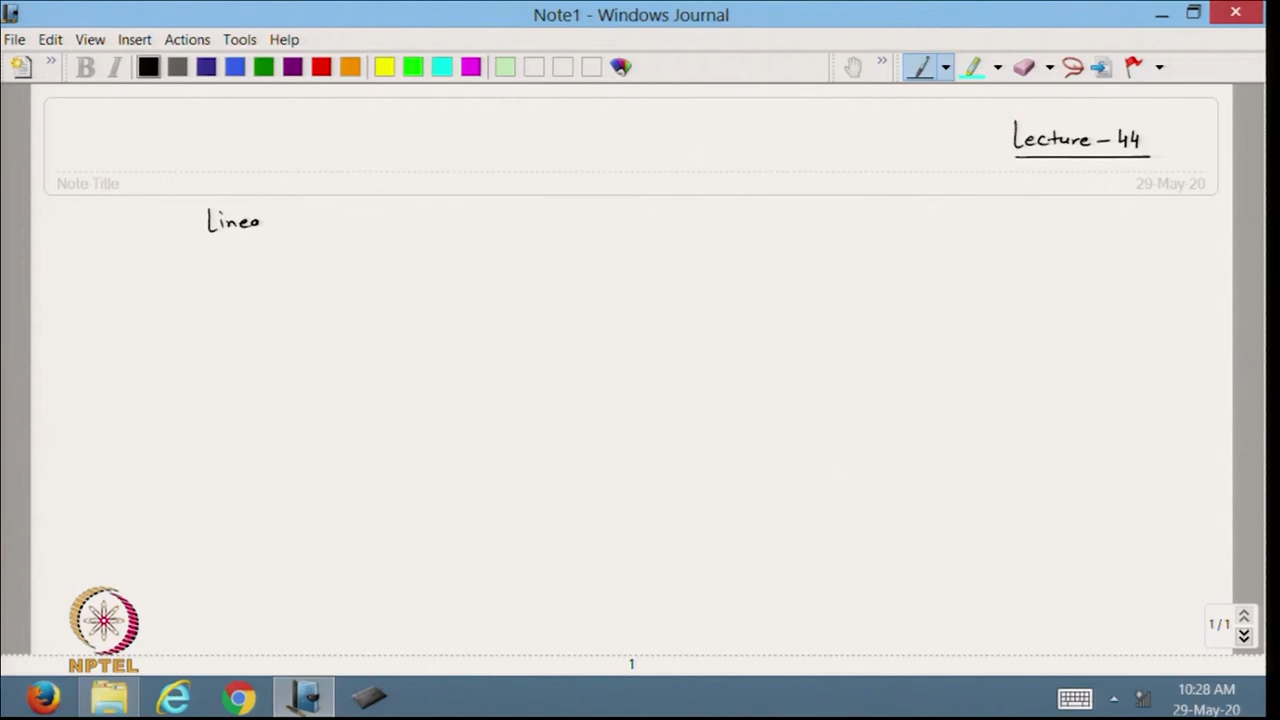 Note1 - Windows Journal
File Edit View Insert Actions Tools Help
B I
Lecture - 44
Note Title
29-May-20
Linea
1 / 1
NPTEL
1
10:28 AM
29-May-20